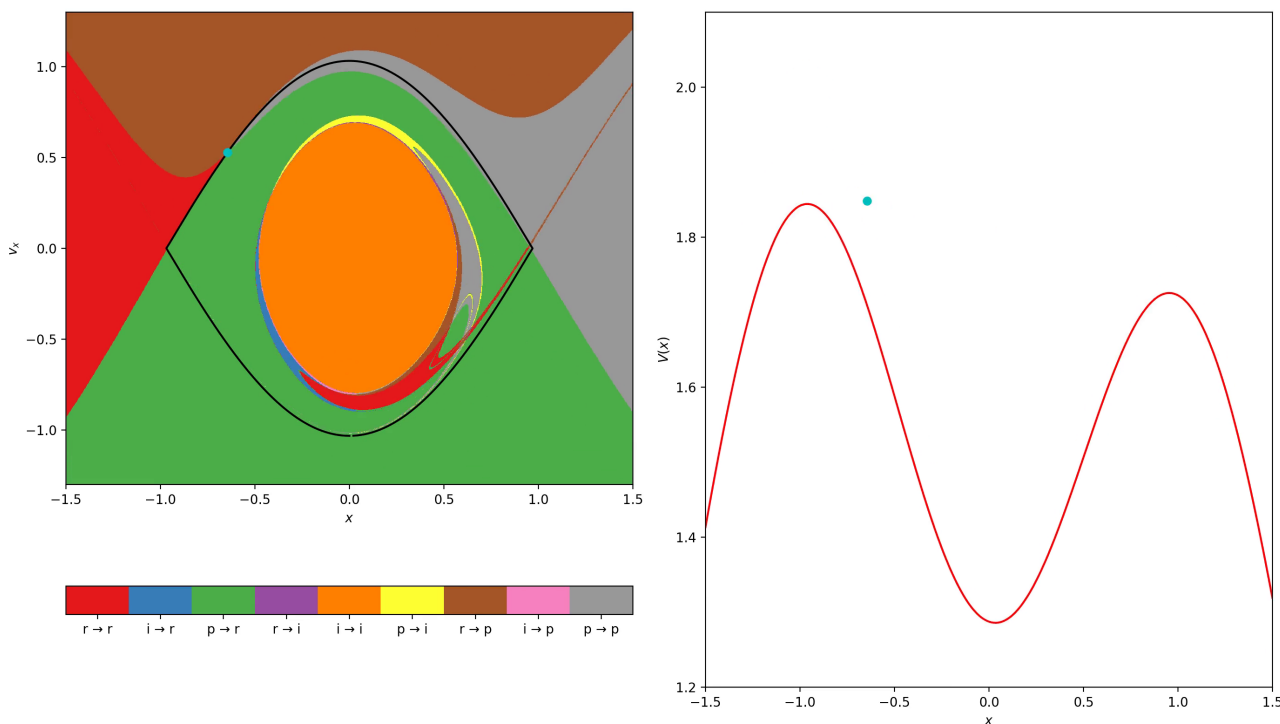 1.0
0.5
0.0
−0.5
−1.0
v_x
−1.5 −1.0 −0.5 0.0 0.5 1.0 1.5
x
r → r i → r p → r r → i i → i p → i r → p i → p p → p
2.0
1.8
1.6
1.4
1.2
V(x)
−1.5 −1.0 −0.5 0.0 0.5 1.0 1.5
x